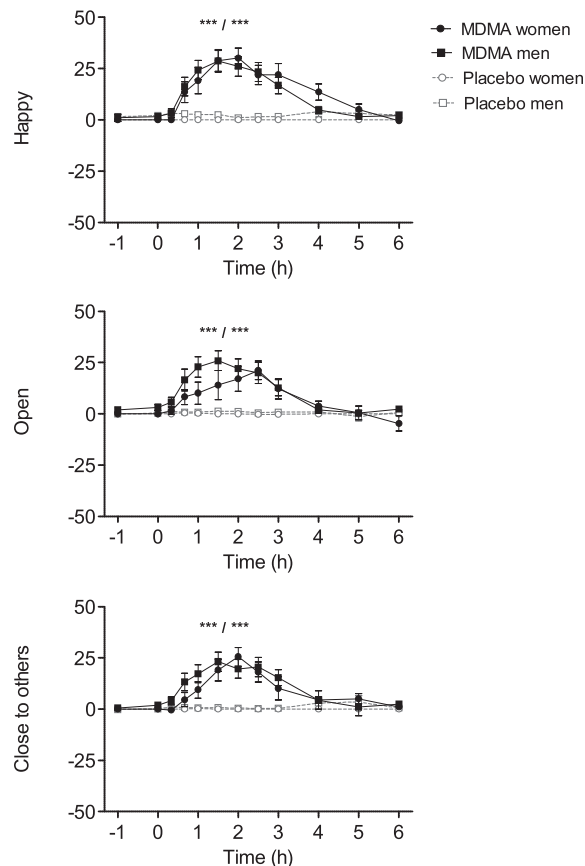 50
*** / ***
25
Happy
0
-25
-50
-1 0 1 2 3 4 5 6
Time (h)
MDMA women
MDMA men
Placebo women
Placebo men
50
*** / ***
25
Open
0
-25
-50
-1 0 1 2 3 4 5 6
Time (h)
50
*** / ***
25
Close to others
0
-25
-50
-1 0 1 2 3 4 5 6
Time (h)